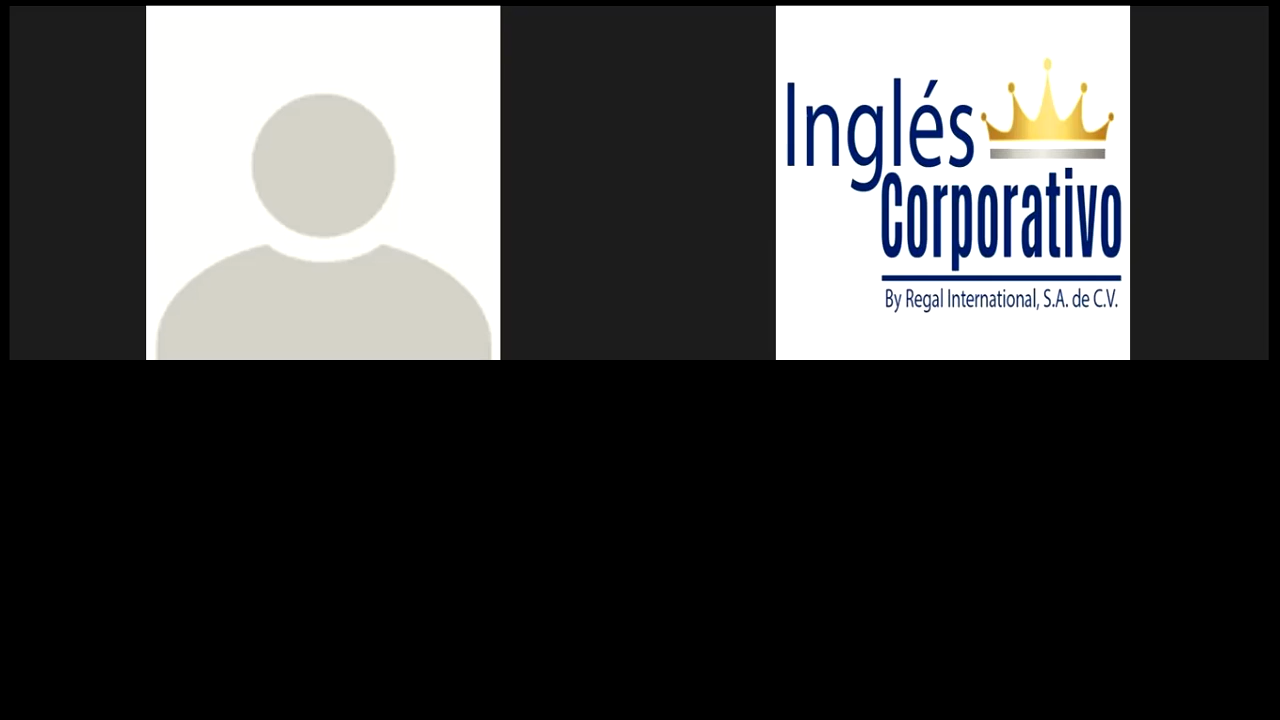 Inglés
Corporativo
By Regal International, S.A. de C.V.